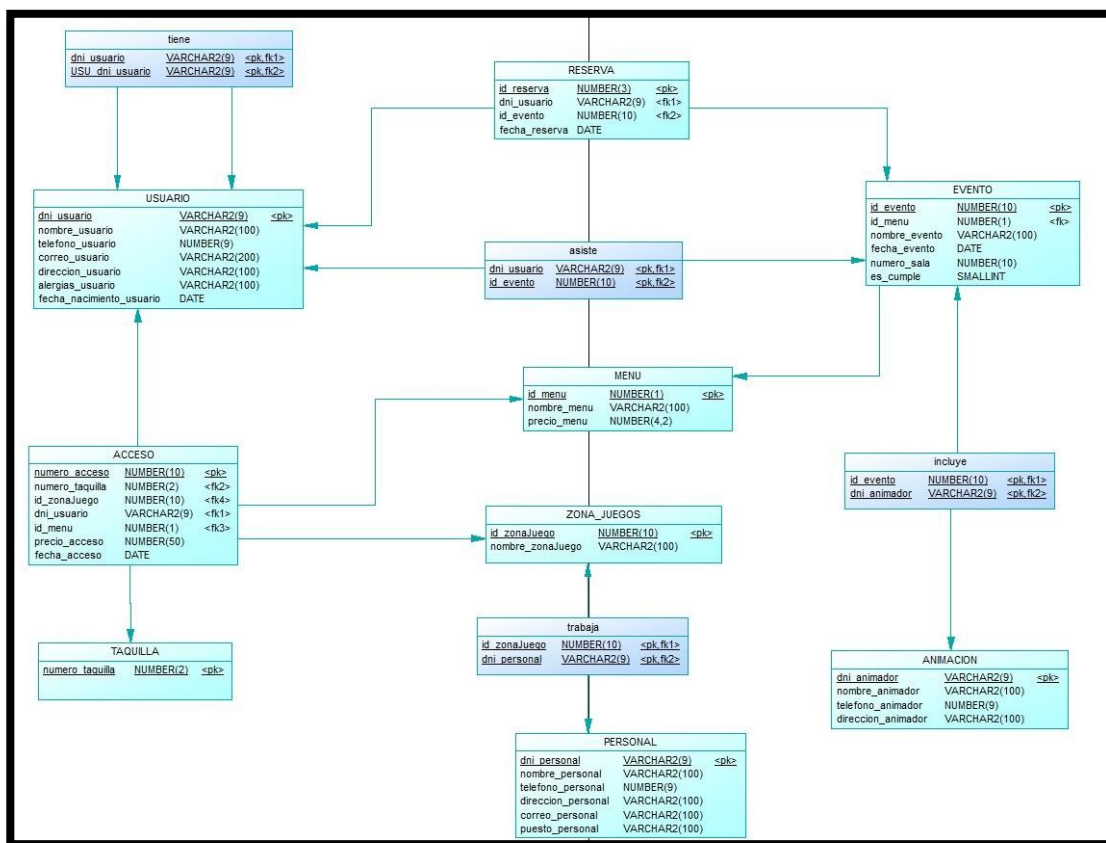 tiene
dni_usuario VARCHAR2(9) <pk,fk1>
USU_dni_usuario VARCHAR2(9) <pk,fk2>
RESERVA
id_reserva NUMBER(3) <pk>
dni_usuario VARCHAR2(9) <fk1>
id_evento NUMBER(10) <fk2>
fecha_reserva DATE
USUARIO
dni_usuario VARCHAR2(9) <pk>
nombre_usuario VARCHAR2(100)
telefono_usuario NUMBER(9)
correo_usuario VARCHAR2(200)
direccion_usuario VARCHAR2(100)
alergias_usuario VARCHAR2(100)
fecha_nacimiento_usuario DATE
EVENTO
id_evento NUMBER(10) <pk>
id_menu NUMBER(1) <fk>
nombre_evento VARCHAR2(100)
fecha_evento DATE
numero_sala NUMBER(10)
es_cumple SMALLINT
asiste
dni_usuario VARCHAR2(9) <pk,fk1>
id_evento NUMBER(10) <pk,fk2>
MENU
id_menu NUMBER(1) <pk>
nombre_menu VARCHAR2(100)
precio_menu NUMBER(4,2)
ACCESO
numero_acceso NUMBER(10) <pk>
numero_taquilla NUMBER(2) <fk2>
id_zonaJuego NUMBER(10) <fk4>
dni_usuario VARCHAR2(9) <fk1>
id_menu NUMBER(1) <fk3>
precio_acceso NUMBER(50)
fecha_acceso DATE
incluye
id_evento NUMBER(10) <pk,fk1>
dni_animador VARCHAR2(9) <pk,fk2>
ZONA_JUEGOS
id_zonaJuego NUMBER(10) <pk>
nombre_zonaJuego VARCHAR2(100)
trabaja
id_zonaJuego NUMBER(10) <pk,fk1>
dni_personal VARCHAR2(9) <pk,fk2>
TAQUILLA
numero_taquilla NUMBER(2) <pk>
ANIMACION
dni_animador VARCHAR2(9) <pk>
nombre_animador VARCHAR2(100)
telefono_animador NUMBER(9)
direccion_animador VARCHAR2(100)
PERSONAL
dni_personal VARCHAR2(9) <pk>
nombre_personal VARCHAR2(100)
telefono_personal NUMBER(9)
direccion_personal VARCHAR2(100)
correo_personal VARCHAR2(100)
puesto_personal VARCHAR2(100)